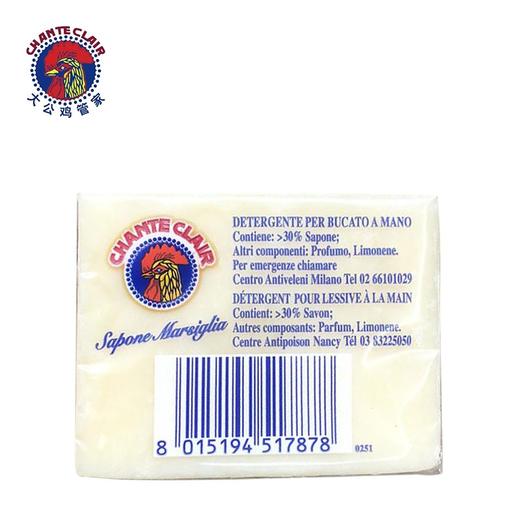 CHANTE CLAIR
大公鸡管家
CHANTE CLAIR
Sapone Marsiglia
DETERGENTE PER BUCATO A MANO
Contiene: >30% Sapone;
Altri componenti: Profumo, Limonene.
Per emergenze chiamare
Centro Antiveleni Milano Tel 02 66101029
DÉTERGENT POUR LESSIVE À LA MAIN
Contient: >30% Savon;
Autres composants: Parfum, Limonene.
Centre Antipoison Nancy Tél 03 83225050
8 015194 517878
0251